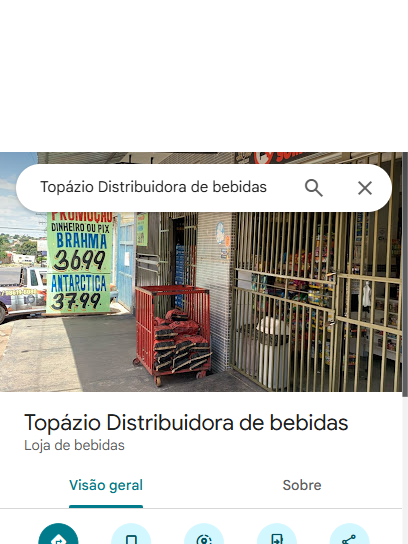 Topázio Distribuidora de bebidas
PROMOÇÃO
DINHEIRO OU PIX
BRAHMA
36,99
ANTARCTICA
37,99
Topázio Distribuidora de bebidas
Loja de bebidas
Visão geral
Sobre